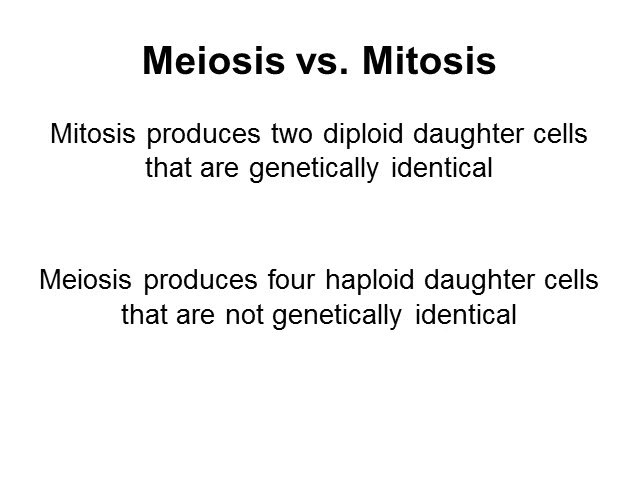 Meiosis vs. Mitosis
Mitosis produces two diploid daughter cells
that are genetically identical
Meiosis produces four haploid daughter cells
that are not genetically identical